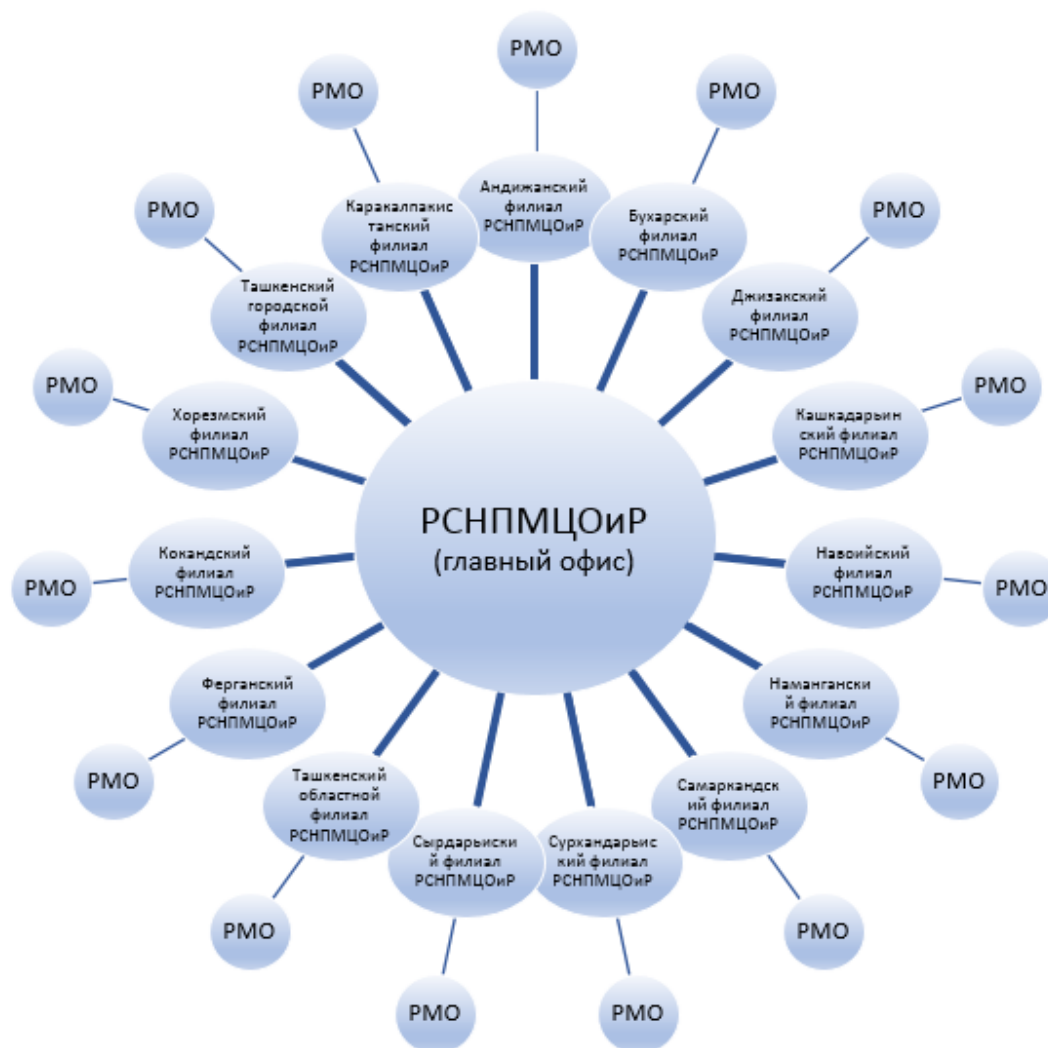 РМО
РМО
РМО
РМО
РМО
Андижанский
филиал
РСНПМЦОиР
Каракалпакис
танский
филиал
РСНПМЦОиР
Бухарский
филиал
РСНПМЦОиР
Ташкенский
городской
филиал
РСНПМЦОиР
Джизакский
филиал
РСНПМЦОиР
РМО
РМО
Хорезмский
филиал
РСНПМЦОиР
Кашкадарьин
ский филиал
РСНПМЦОиР
РСНПМЦОиР
(главный офис)
РМО
Кокандский
филиал
РСНПМЦОиР
Навоийский
филиал
РСНПМЦОиР
РМО
Ферганский
филиал
РСНПМЦОиР
Намангански
й филиал
РСНПМЦОиР
РМО
РМО
Ташкенский
областной
филиал
РСНПМЦОиР
Самаркандск
ий филиал
РСНПМЦОиР
Сырдарьиски
й филиал
РСНПМЦОиР
Сурхандарьис
кий филиал
РСНПМЦОиР
РМО
РМО
РМО
РМО